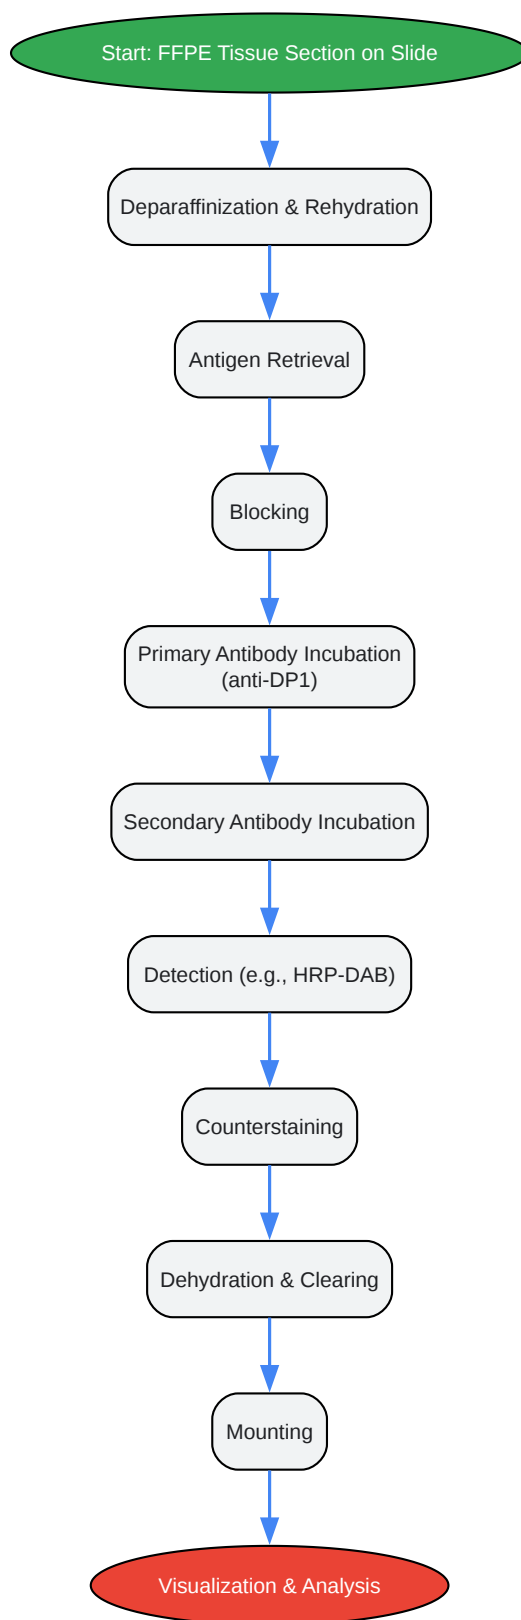 Start: FFPE Tissue Section on Slide
Deparaffinization & Rehydration
Antigen Retrieval
Blocking
Primary Antibody Incubation
(anti-DP1)
Secondary Antibody Incubation
Detection (e.g., HRP-DAB)
Counterstaining
Dehydration & Clearing
Mounting
Visualization & Analysis